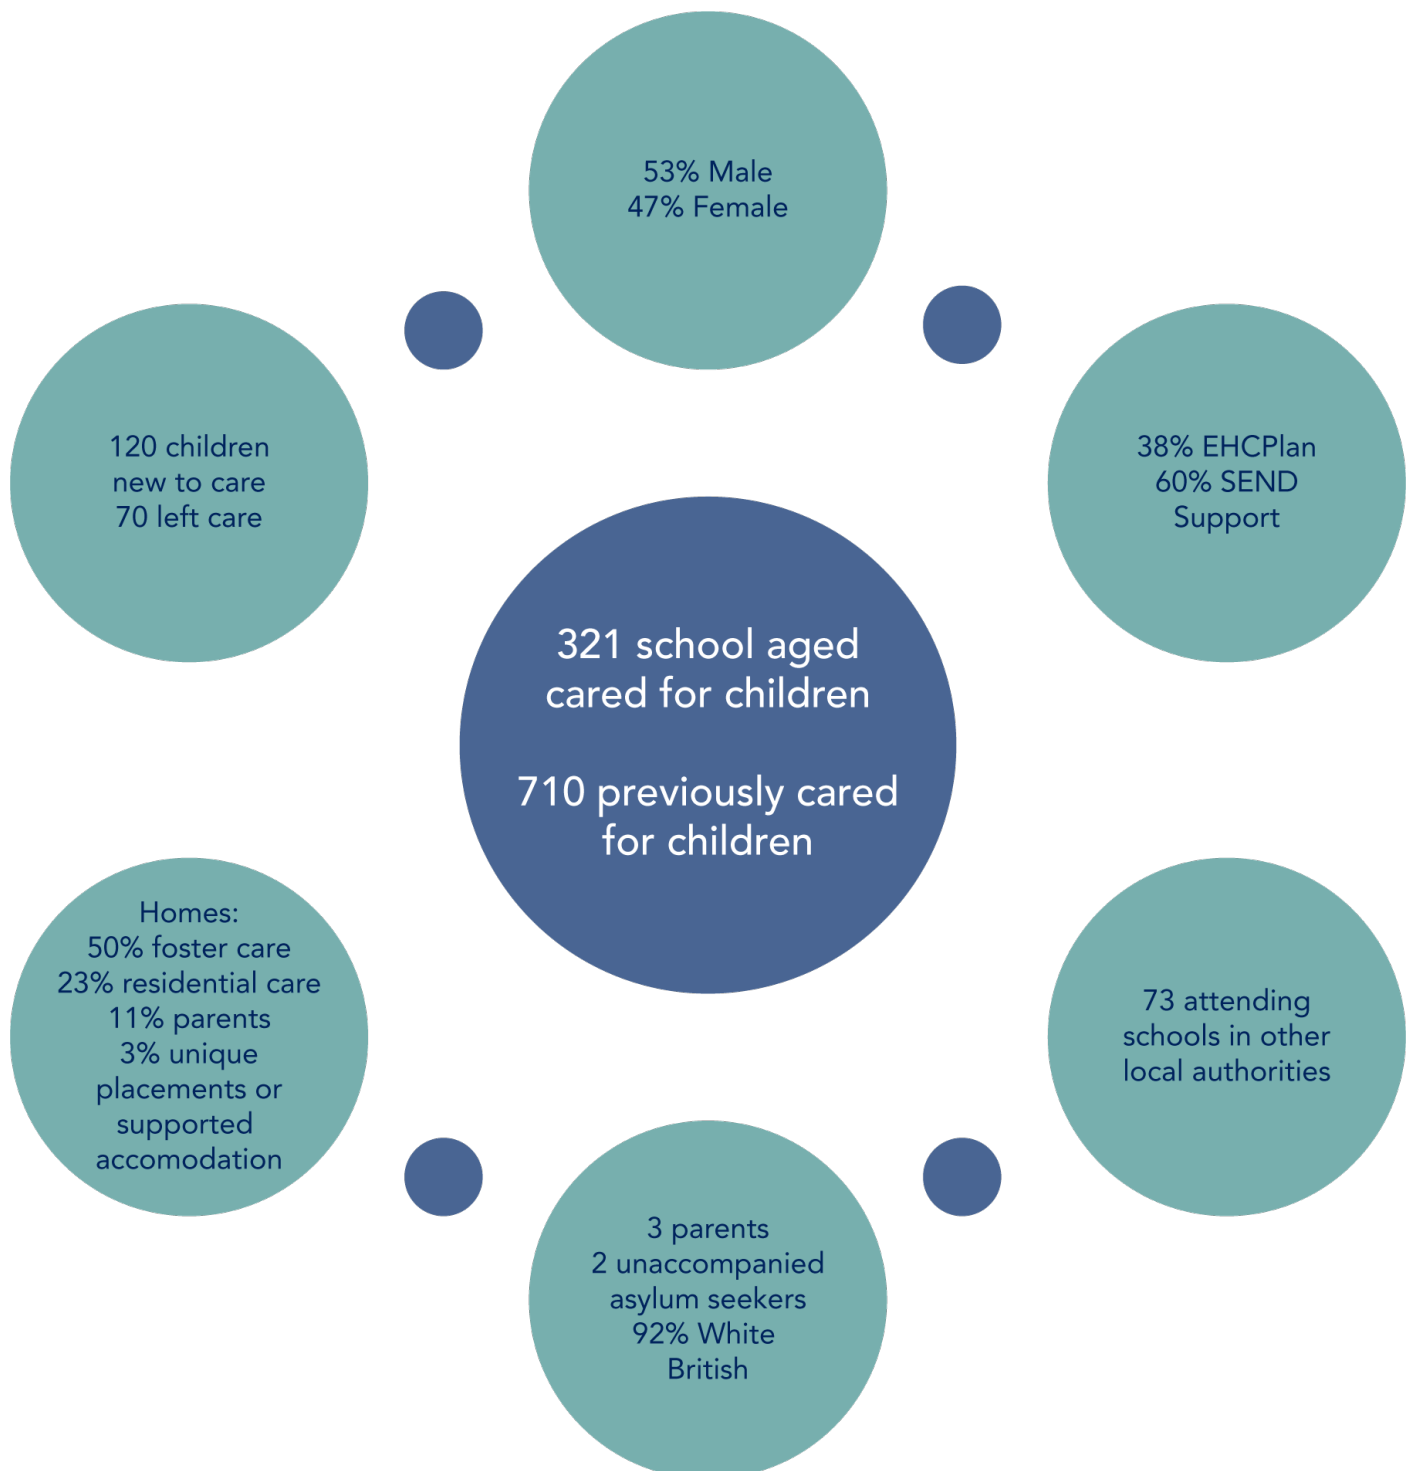 53% Male
47% Female
120 children
new to care
70 left care
38% EHCPlan
60% SEND
Support
321 school aged
cared for children
710 previously cared
for children
Homes:
50% foster care
23% residential care
11% parents
3% unique
placements or
supported
accomodation
73 attending
schools in other
local authorities
3 parents
2 unaccompanied
asylum seekers
92% White
British